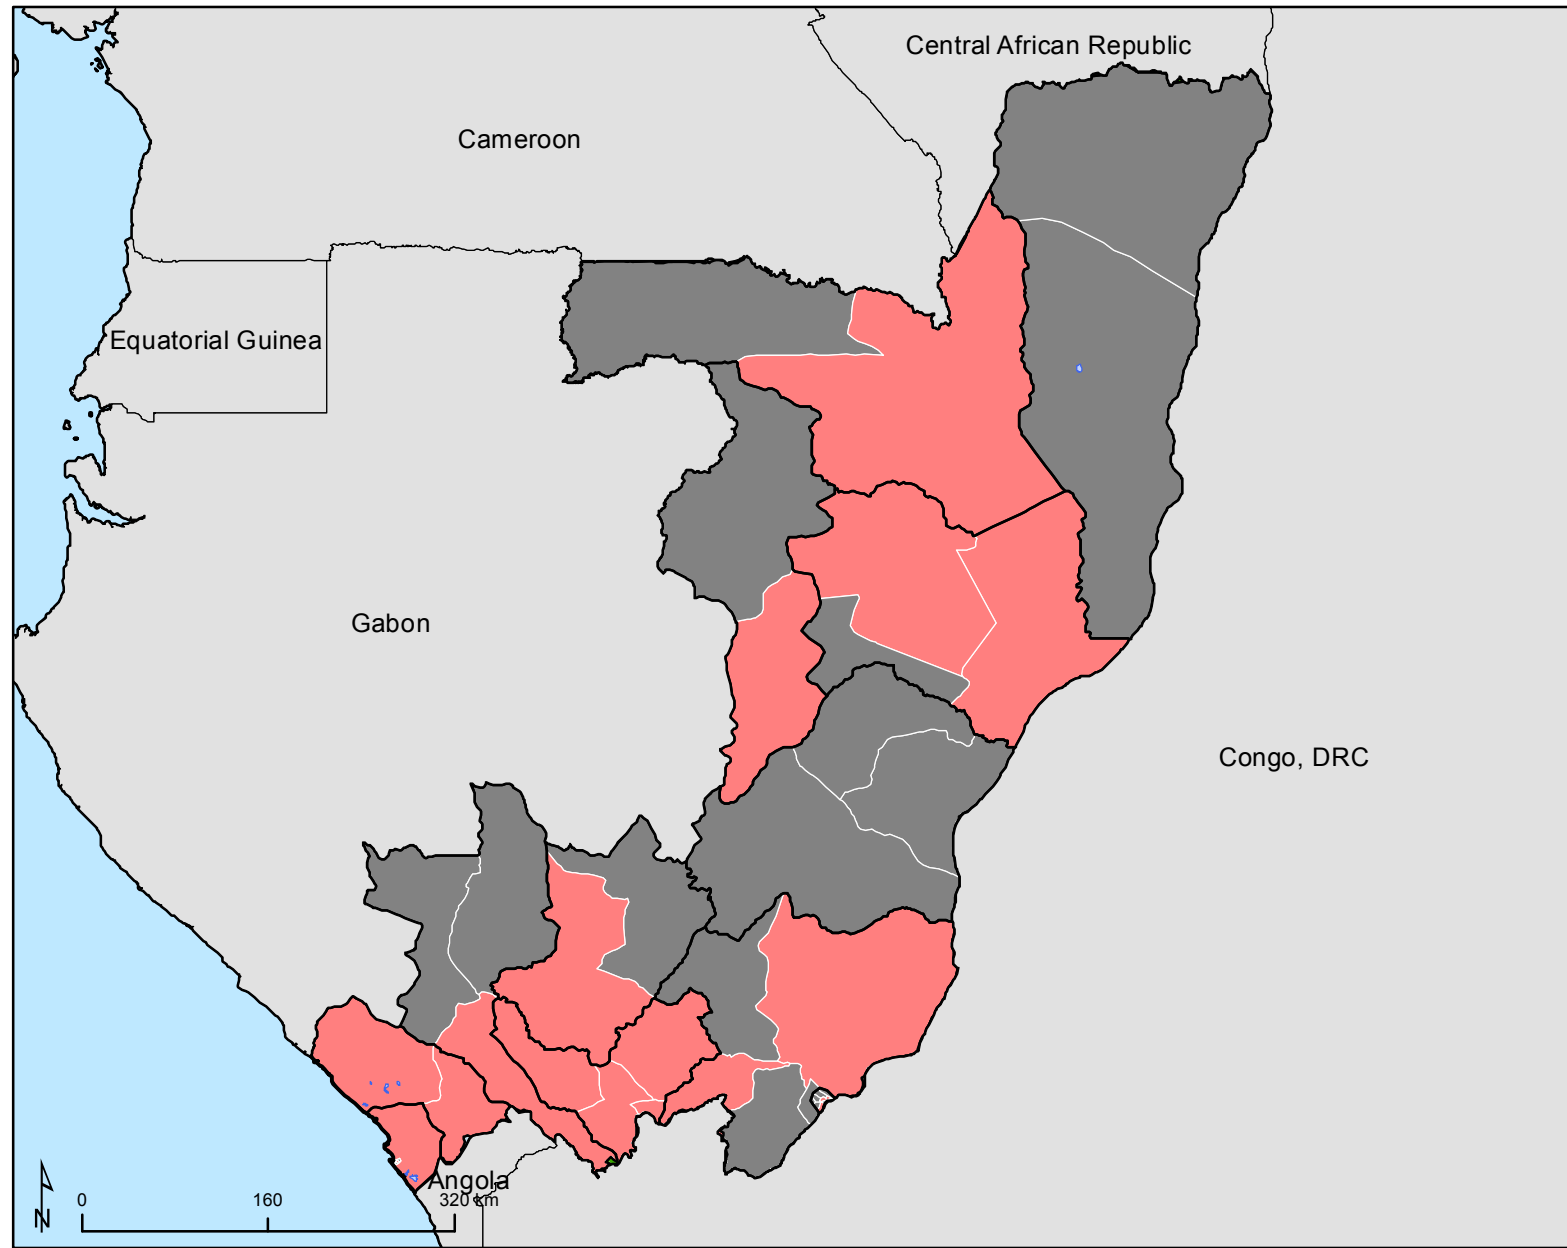 Central African Republic
Cameroon
Equatorial Guinea
Gabon
Congo, DRC
Angola
0 160 320 km
N